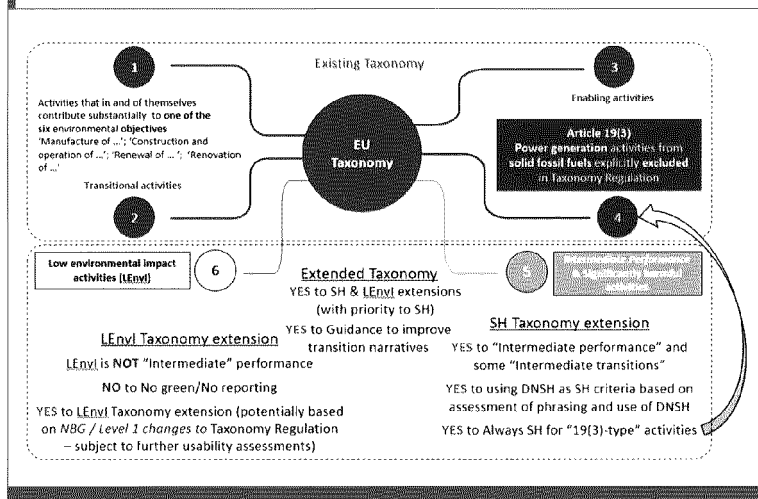 Existing Taxonomy
1
3
Activities that in and of themselves
contribute substantially to one of the
six environmental objectives
'Manufacture of ...'; 'Construction and
operation of ...'; 'Renewal of ... '; 'Renovation
of ...'
EU
Taxonomy
Enabling activities
Article 19(3)
Power generation activities from
solid fossil fuels explicitly excluded
in Taxonomy Regulation
Transitional activities
2
4
Low environmental impact
activities (LEnvI)
6
5
Extended Taxonomy
YES to SH & LEnvI extensions
(with priority to SH)
YES to Guidance to improve
transition narratives
LEnvI Taxonomy extension
LEnvI is NOT "Intermediate" performance
NO to No green/No reporting
YES to LEnvI Taxonomy extension (potentially based
on NBG / Level 1 changes to Taxonomy Regulation
– subject to further usability assessments)
SH Taxonomy extension
YES to "Intermediate performance" and
some "Intermediate transitions"
YES to using DNSH as SH criteria based on
assessment of phrasing and use of DNSH
YES to Always SH for "19(3)-type" activities